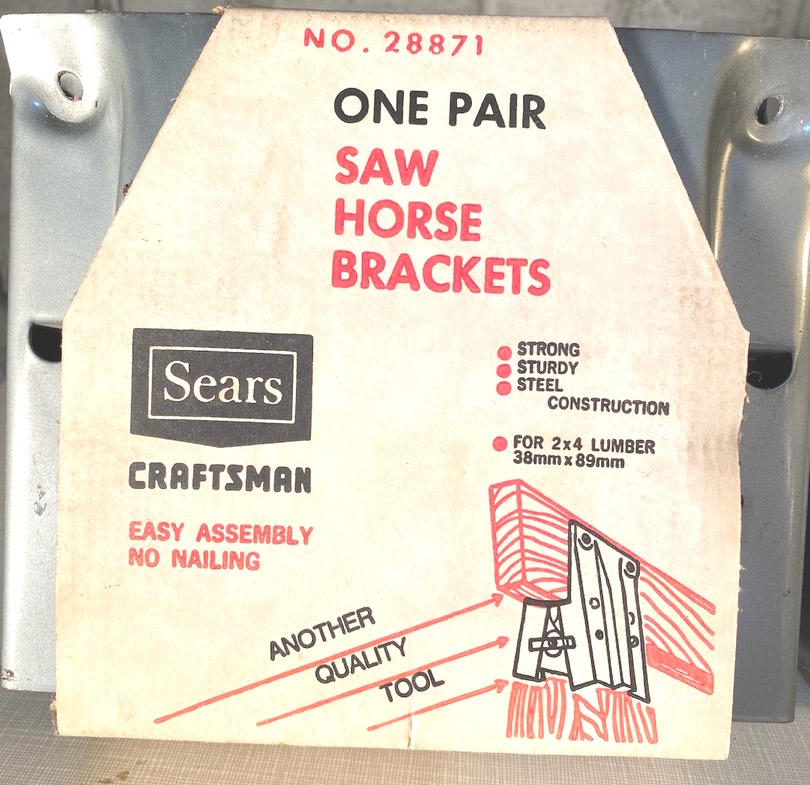 NO. 28871
ONE PAIR
SAW
HORSE
BRACKETS
Sears
CRAFTSMAN
EASY ASSEMBLY
NO NAILING
STRONG
STURDY
STEEL
CONSTRUCTION
FOR 2x4 LUMBER
38mm x 89mm
ANOTHER
QUALITY
TOOL